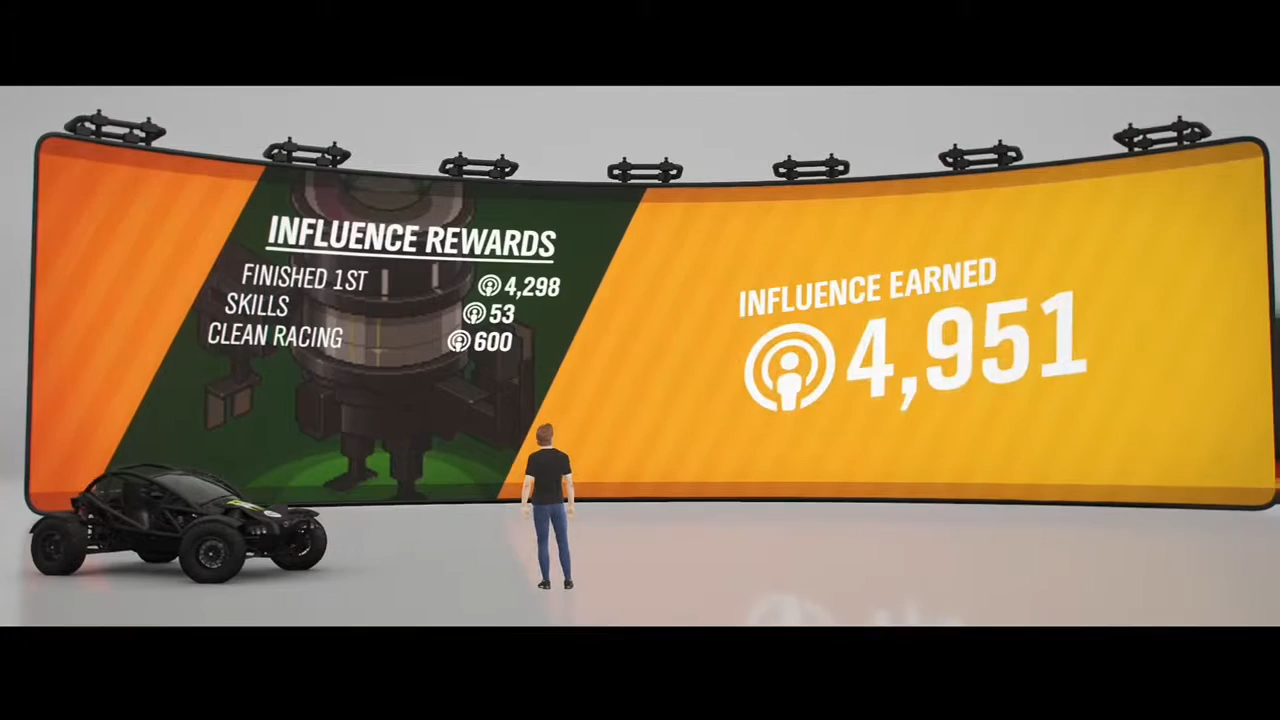 INFLUENCE REWARDS
FINISHED 1ST 4,298
SKILLS 53
CLEAN RACING 600
INFLUENCE EARNED
4,951